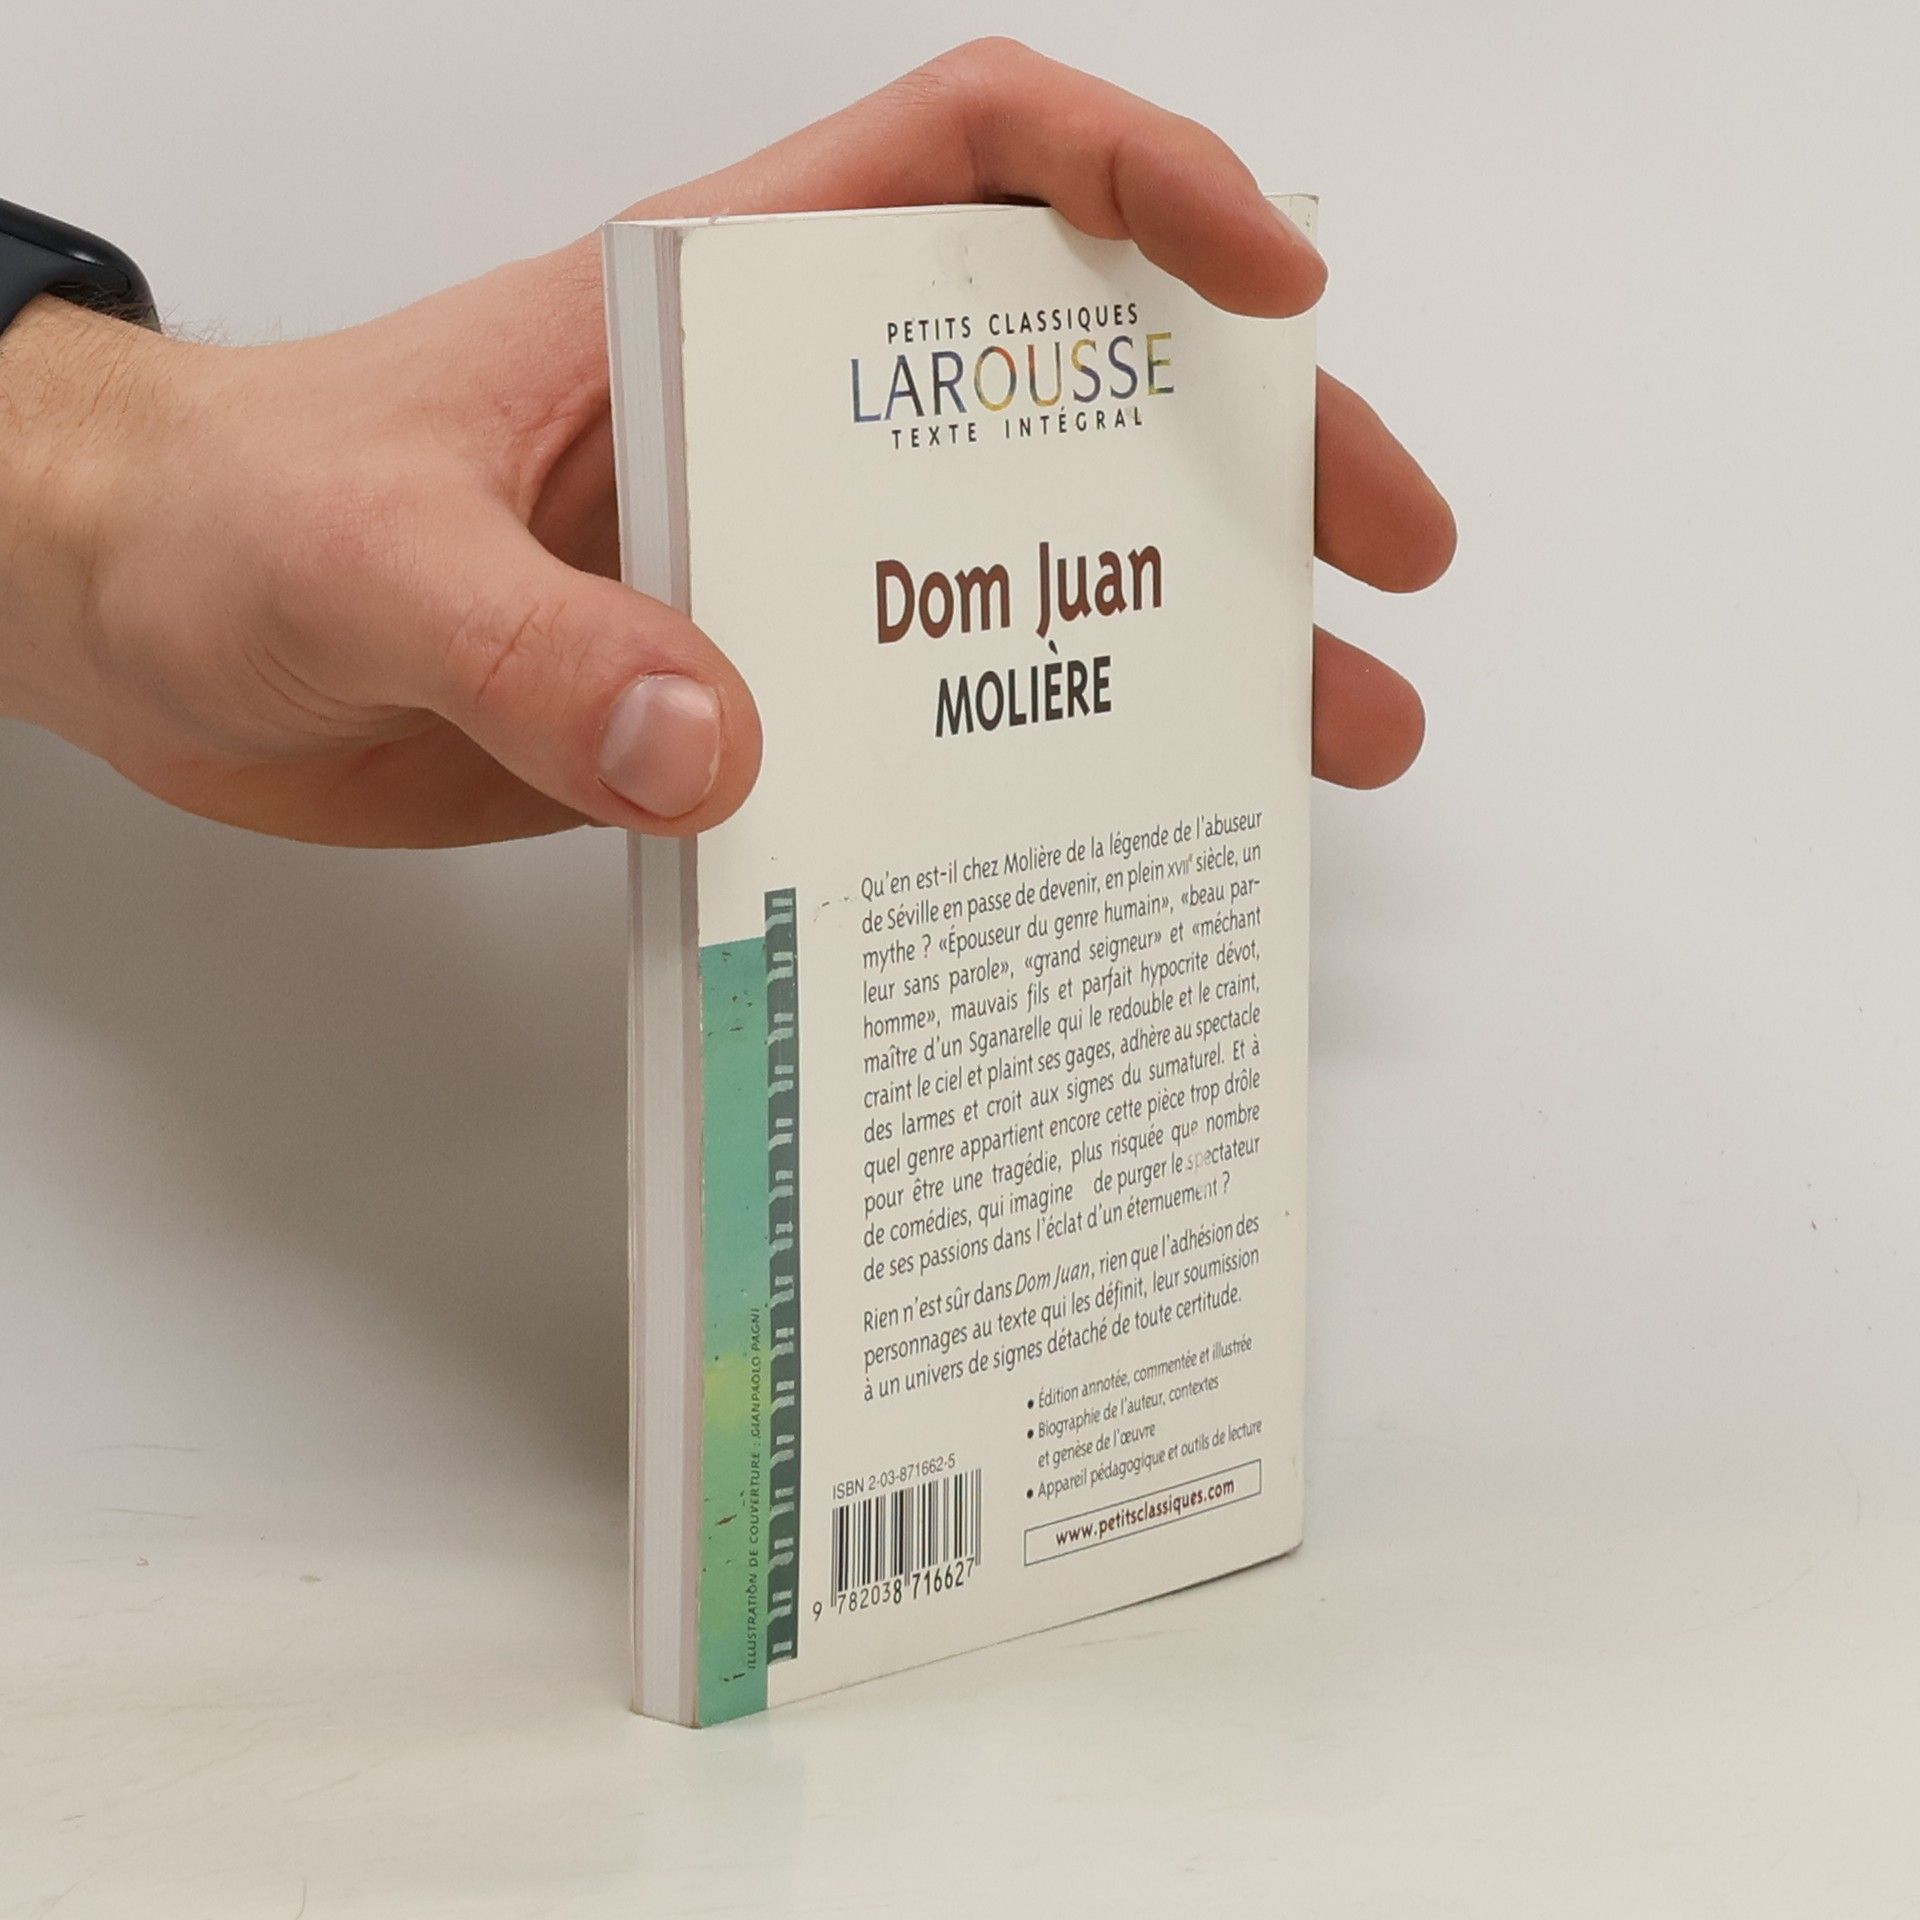 PETITS CLASSIQUES
LAROUSSE
TEXTE INTÉGRAL
Dom Juan
MOLIÈRE
Qu'en est-il chez Molière de la légende de l'abuseur
de Séville en passe de devenir, en plein XVIIe siècle, un
mythe ? «Épouseur du genre humain», «beau par-
leur sans parole», «grand seigneur» et «méchant
homme», mauvais fils et parfait hypocrite dévot,
maître d'un Sganarelle qui le redouble et le craint,
craint le ciel et plaint ses gages, adhère au spectacle
des larmes et croit aux signes du surnaturel. Et à
quel genre appartient encore cette pièce trop drôle
pour être une tragédie, plus risquée que nombre
de comédies, qui imagine de purger le spectateur
de ses passions dans l'éclat d'un éternuement ?
Rien n'est sûr dans Dom Juan, rien que l'adhésion des
personnages au texte qui les définit, leur soumission
à un univers de signes détaché de toute certitude.
• Édition annotée, commentée et illustrée
• Biographie de l'auteur, contextes
et genèse de l'œuvre
• Appareil pédagogique et outils de lecture
www.petitsclassiques.com
ISBN 2-03-871662-5
9 782038 716627
ILLUSTRATION DE COUVERTURE : GIANPAOLO PAGNI